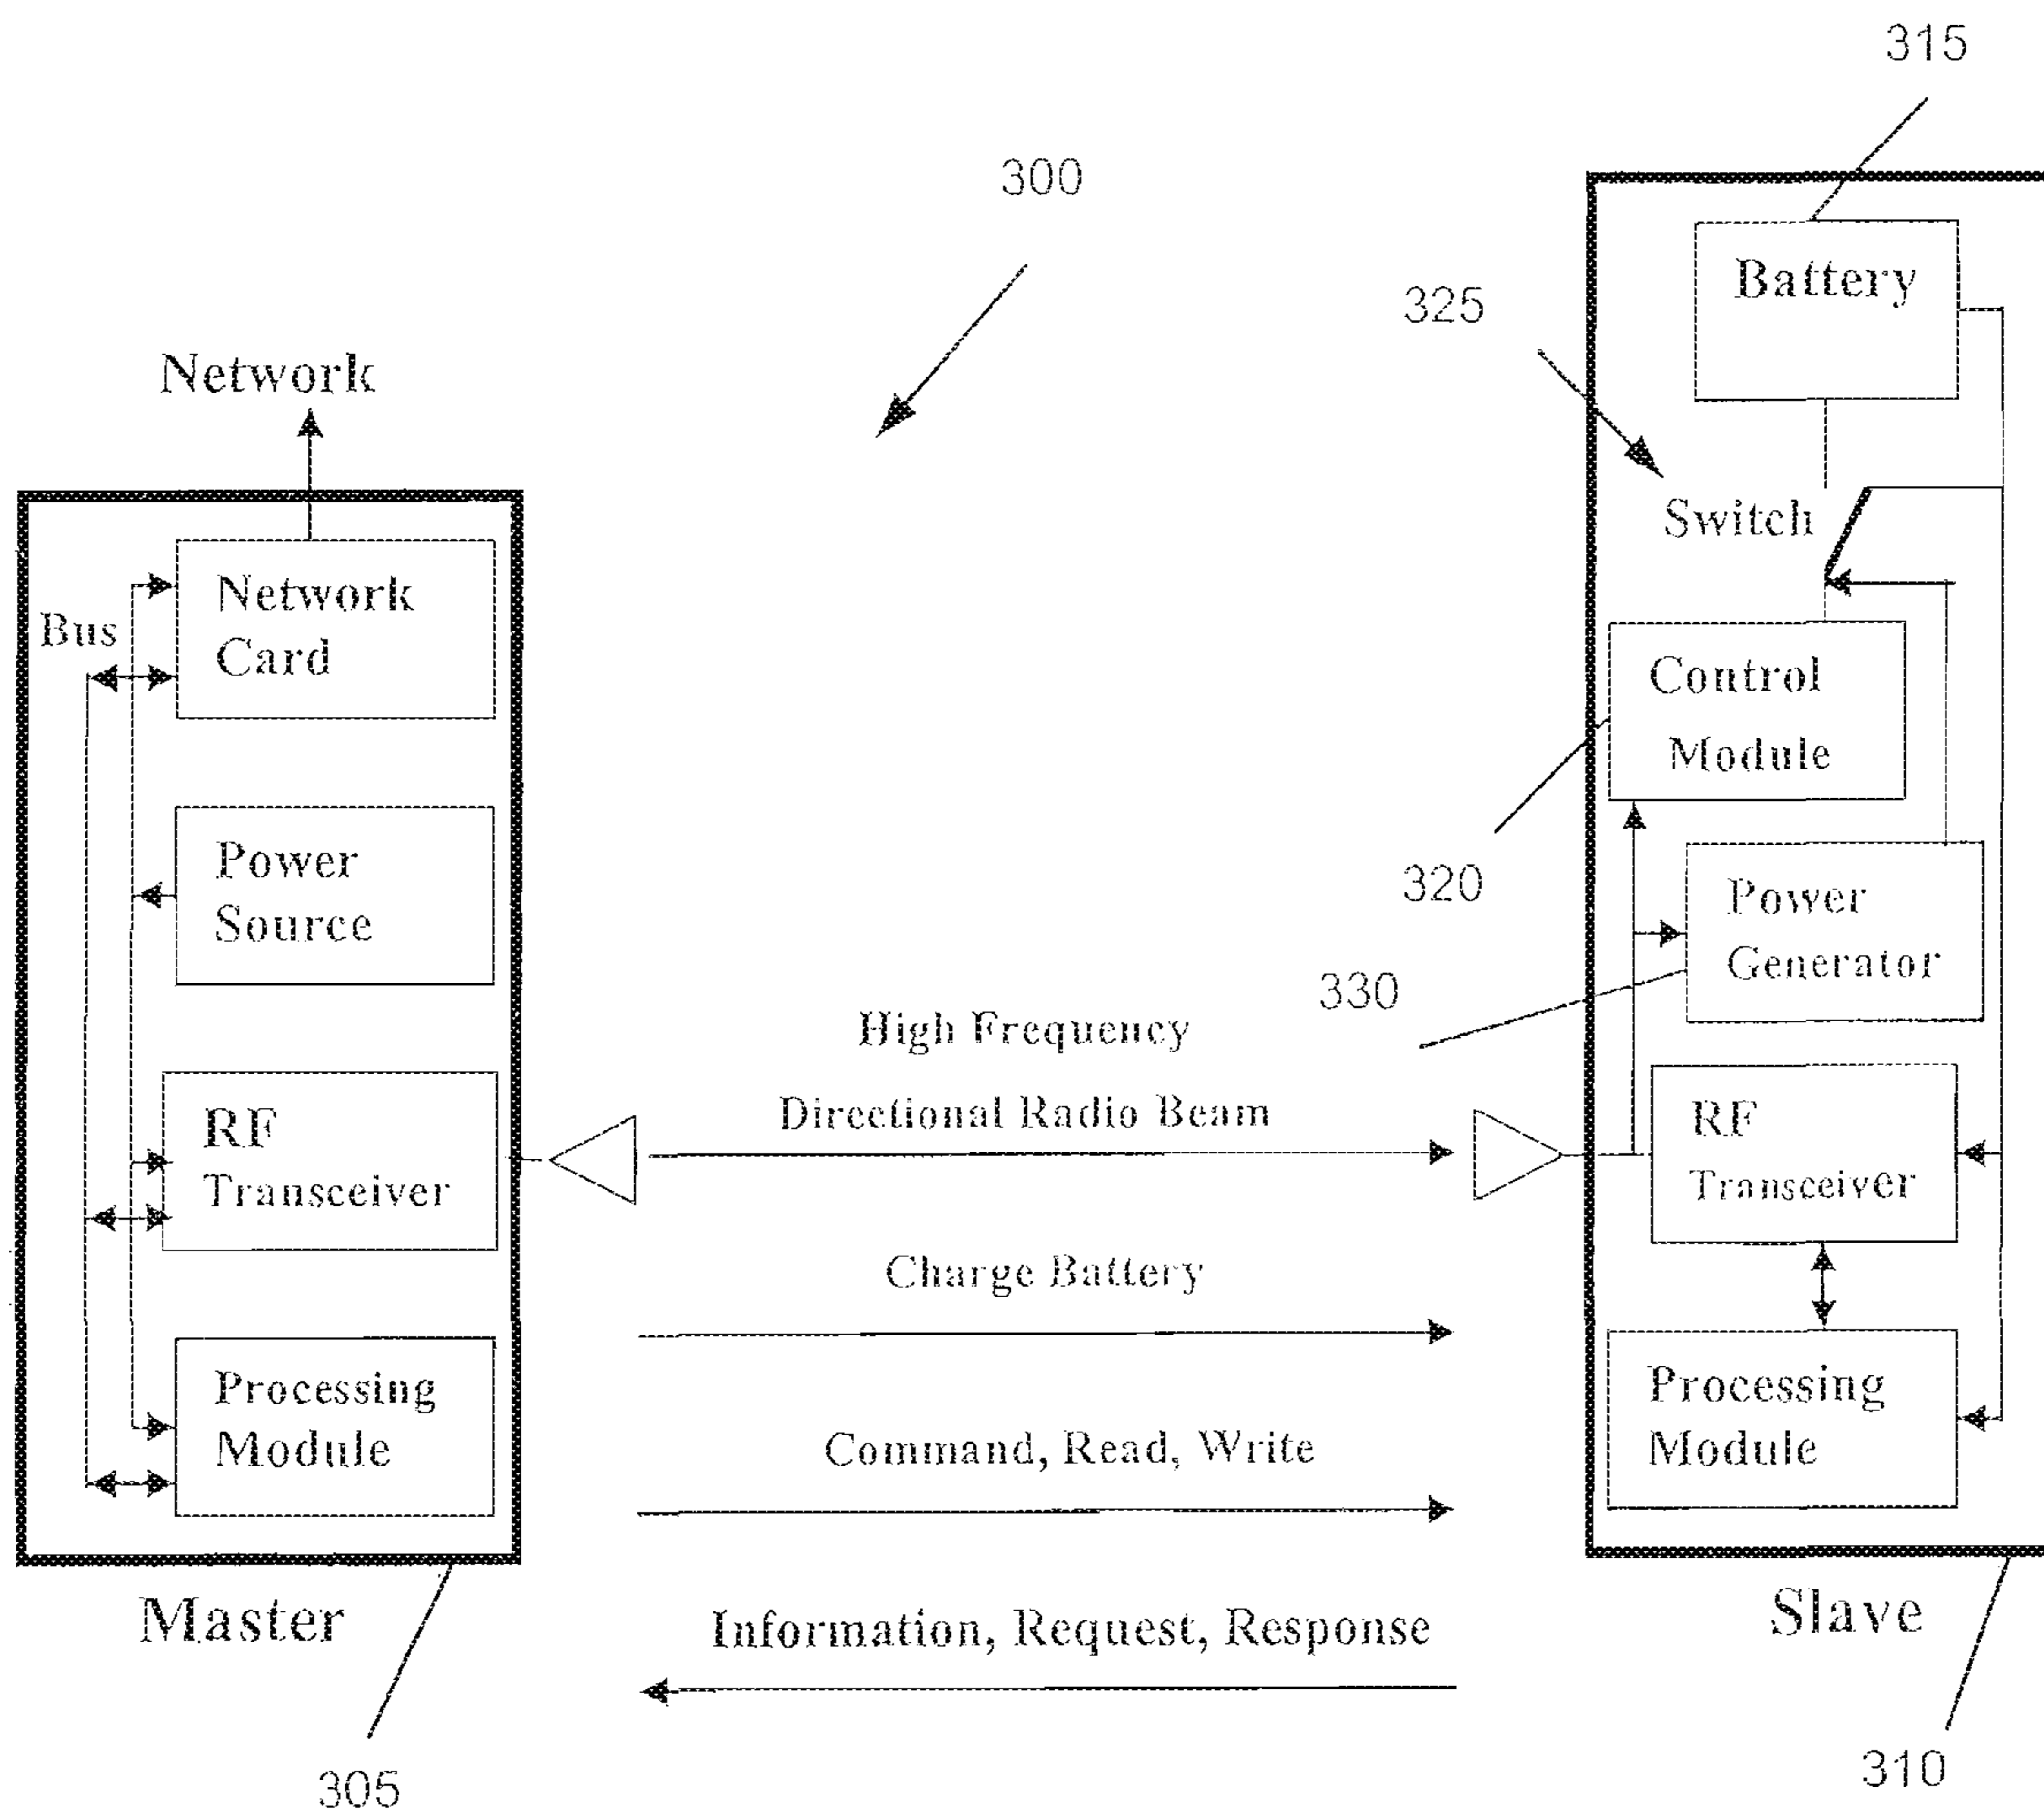 315
300
Battery
325
Network
Switch
Network
Card
Bus
Control
Module
Power
Source
320
Power
Generator
330
High Frequency
Directional Radio Beam
RF
Transceiver
RF
Transceiver
Charge Battery
Processing
Module
Command, Read, Write
Processing
Module
Master
Information, Request, Response
Slave
305
310